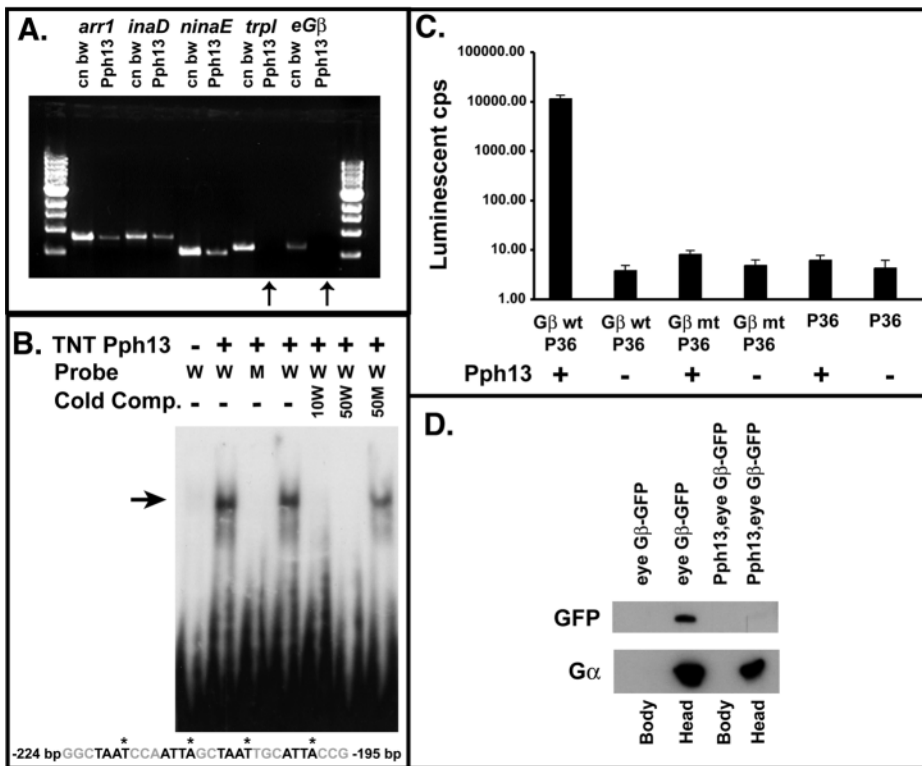 A.
arr1 inaD ninaE trpl eGβ
cn bw Pph13 cn bw Pph13 cn bw Pph13 cn bw Pph13 cn bw Pph13
B.
TNT Pph13 - + + + + + +
Probe W W M W W W W
Cold Comp. - - - - 10W 50W 50M
* * * *
-224 bp GGCTAATCCAATTAGCTAATTGCATTACCG -195 bp
C.
Luminescent cps
100000.00
10000.00
1000.00
100.00
10.00
1.00
Gβ wt Gβ wt Gβ mt Gβ mt P36 P36
P36 P36 P36 P36
Pph13 + - + - + -
D.
eye Gβ-GFP
eye Gβ-GFP
Pph13,eye Gβ-GFP
Pph13,eye Gβ-GFP
GFP
Gα
Body Head Body Head